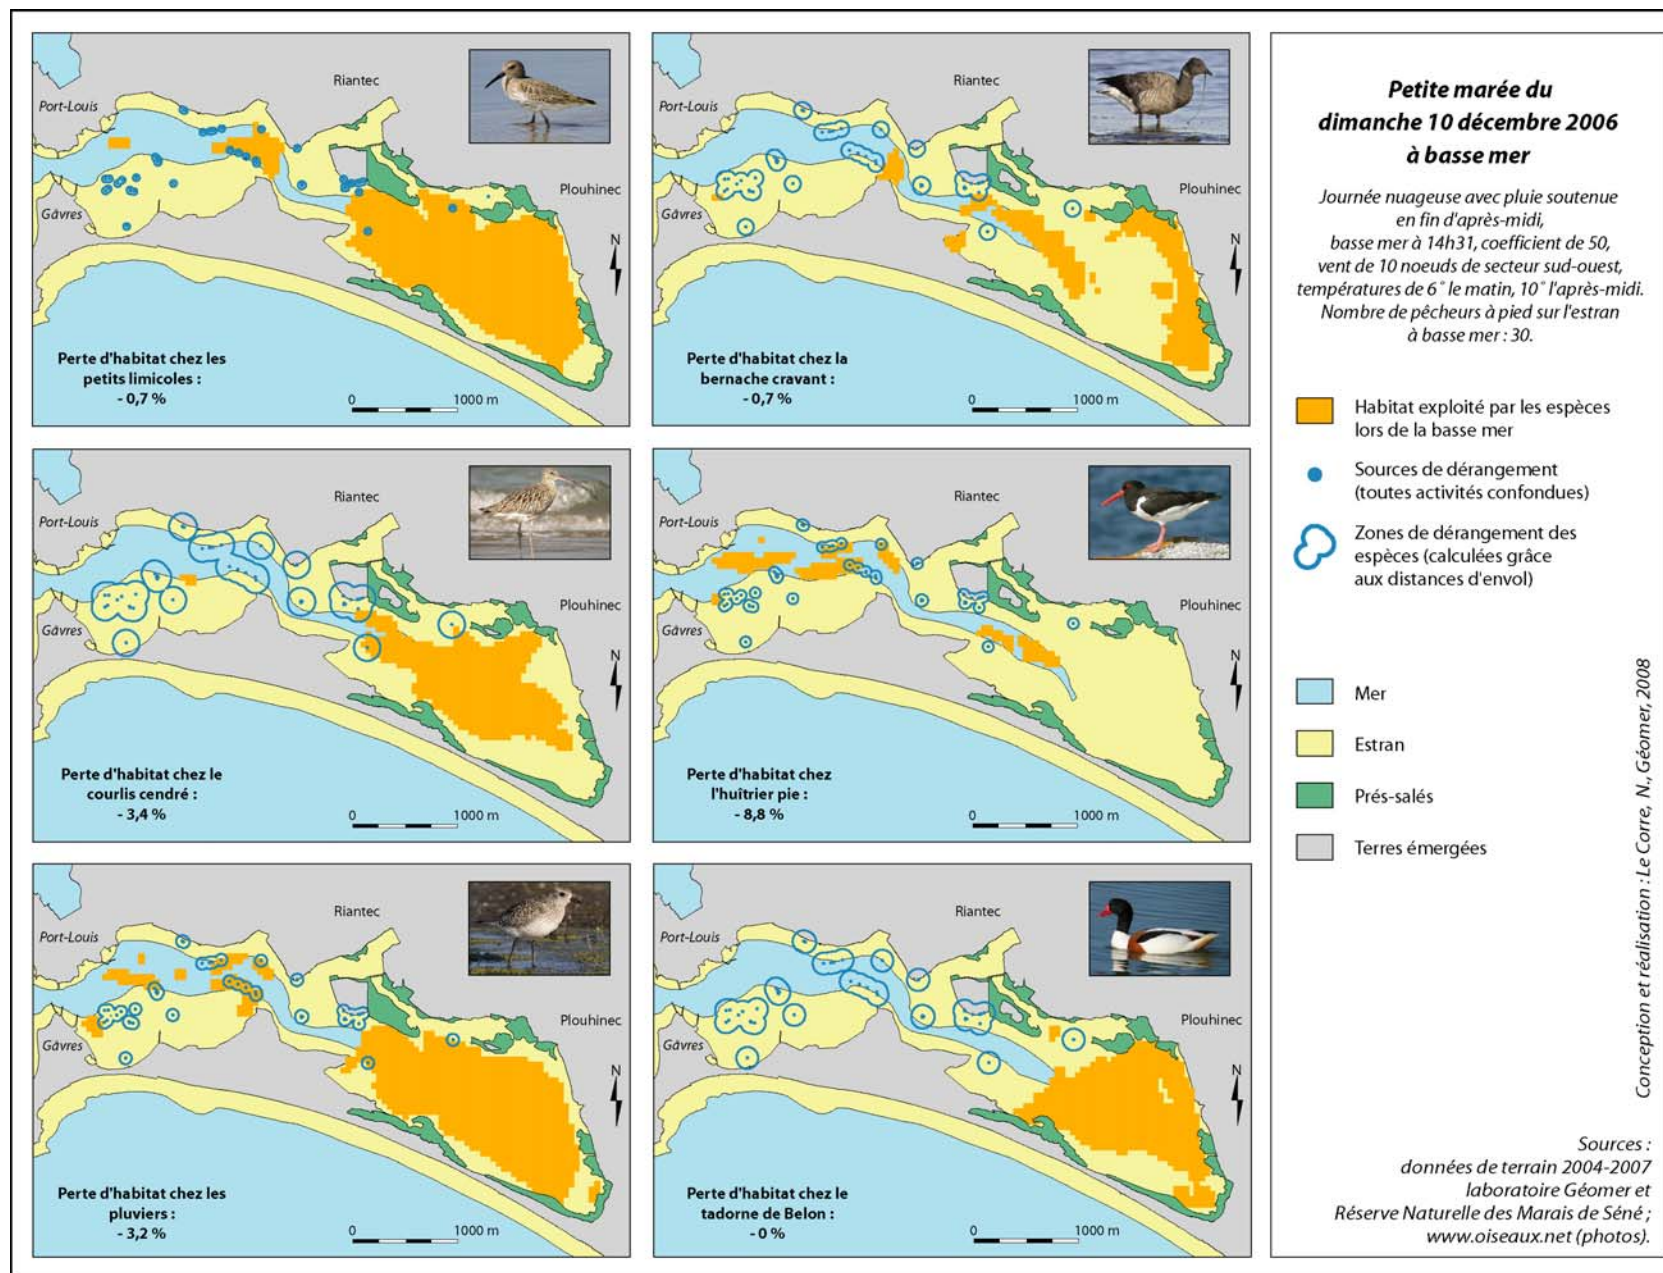 Riantec
Port-Louis
Plouhinec
Gâvres
N
Perte d'habitat chez les
petits limicoles :
- 0,7 %
0 1000 m
Riantec
Port-Louis
Plouhinec
Gâvres
N
Perte d'habitat chez la
bernache cravant :
- 0,7 %
0 1000 m
Riantec
Port-Louis
Plouhinec
Gâvres
N
Perte d'habitat chez le
courlis cendré :
- 3,4 %
0 1000 m
Riantec
Port-Louis
Plouhinec
Gâvres
N
Perte d'habitat chez
l'huîtrier pie :
- 8,8 %
0 1000 m
Riantec
Port-Louis
Plouhinec
Gâvres
N
Perte d'habitat chez les
pluviers :
- 3,2 %
0 1000 m
Riantec
Port-Louis
Plouhinec
Gâvres
N
Perte d'habitat chez le
tadorne de Belon :
- 0 %
0 1000 m
Petite marée du
dimanche 10 décembre 2006
à basse mer
Journée nuageuse avec pluie soutenue
en fin d'après-midi,
basse mer à 14h31, coefficient de 50,
vent de 10 noeuds de secteur sud-ouest,
températures de 6° le matin, 10° l'après-midi.
Nombre de pêcheurs à pied sur l'estran
à basse mer : 30.
Habitat exploité par les espèces
lors de la basse mer
Sources de dérangement
(toutes activités confondues)
Zones de dérangement des
espèces (calculées grâce
aux distances d'envol)
Mer
Estran
Prés-salés
Terres émergées
Conception et réalisation : Le Corre, N., Géomer, 2008
Sources :
données de terrain 2004-2007
laboratoire Géomer et
Réserve Naturelle des Marais de Séné ;
www.oiseaux.net (photos).